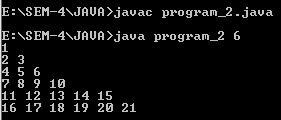 E:\SEM-4\JAVA>javac program_2.java
E:\SEM-4\JAVA>java program_2 6
1
2 3
4 5 6
7 8 9 10
11 12 13 14 15
16 17 18 19 20 21